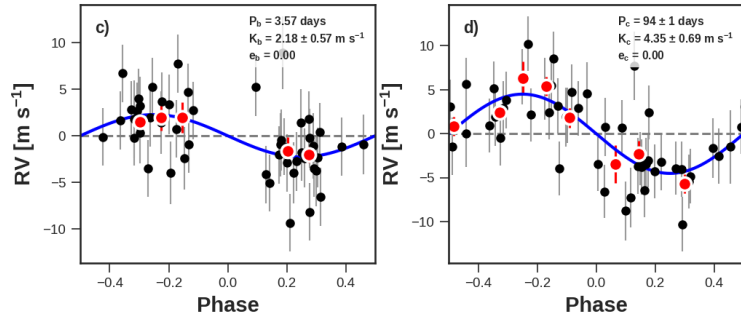 c)
P_b = 3.57 days
K_b = 2.18 ± 0.57 m s⁻¹
e_b = 0.00
RV [m s⁻¹]
10
5
0
−5
−10
−0.4 −0.2 0.0 0.2 0.4
Phase
d)
P_c = 94 ± 1 days
K_c = 4.35 ± 0.69 m s⁻¹
e_c = 0.00
RV [m s⁻¹]
10
5
0
−5
−10
−0.4 −0.2 0.0 0.2 0.4
Phase